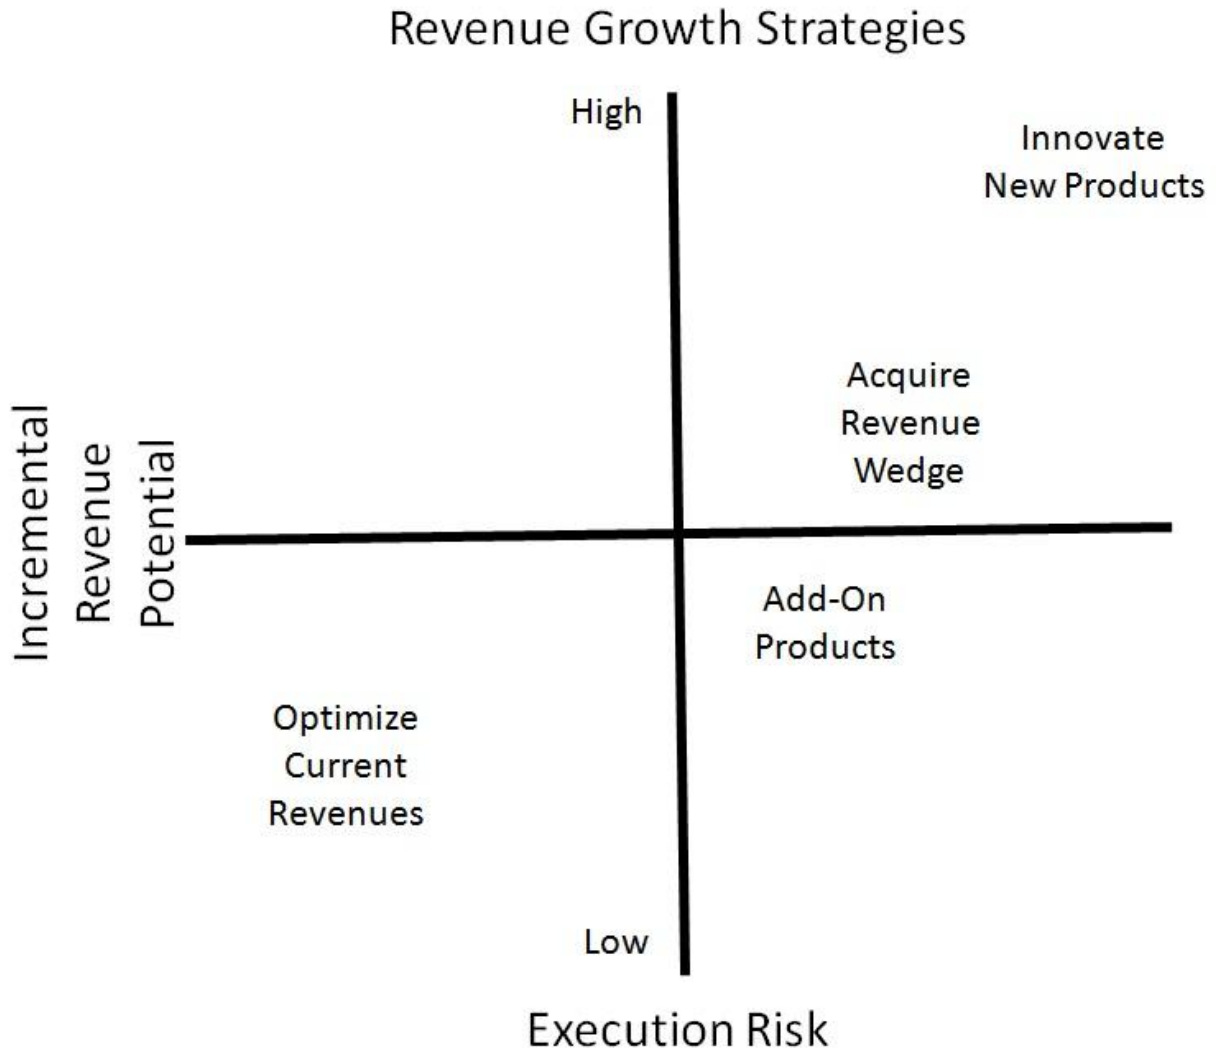 Revenue Growth Strategies
High
Innovate
New Products
Acquire
Revenue
Wedge
Incremental
Revenue
Potential
Add-On
Products
Optimize
Current
Revenues
Low
Execution Risk